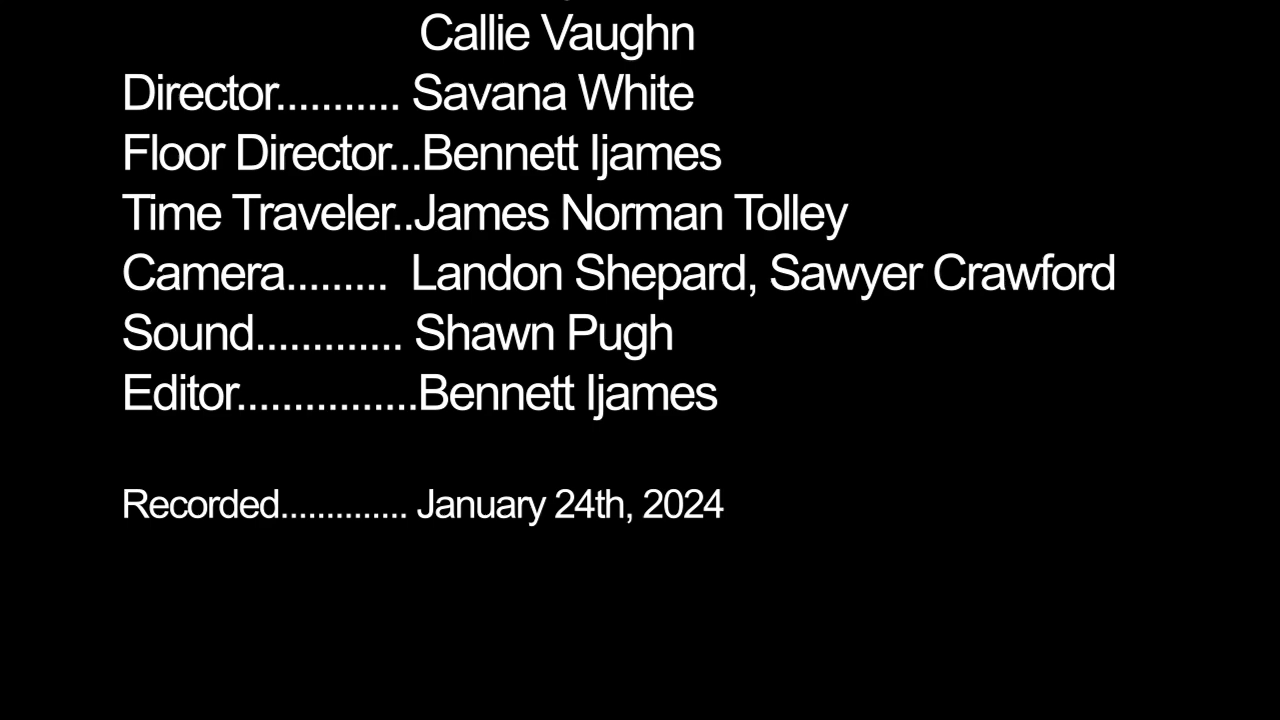 Callie Vaughn
Director........... Savana White
Floor Director...Bennett Ijames
Time Traveler..James Norman Tolley
Camera......... Landon Shepard, Sawyer Crawford
Sound............. Shawn Pugh
Editor................Bennett Ijames
Recorded.............. January 24th, 2024